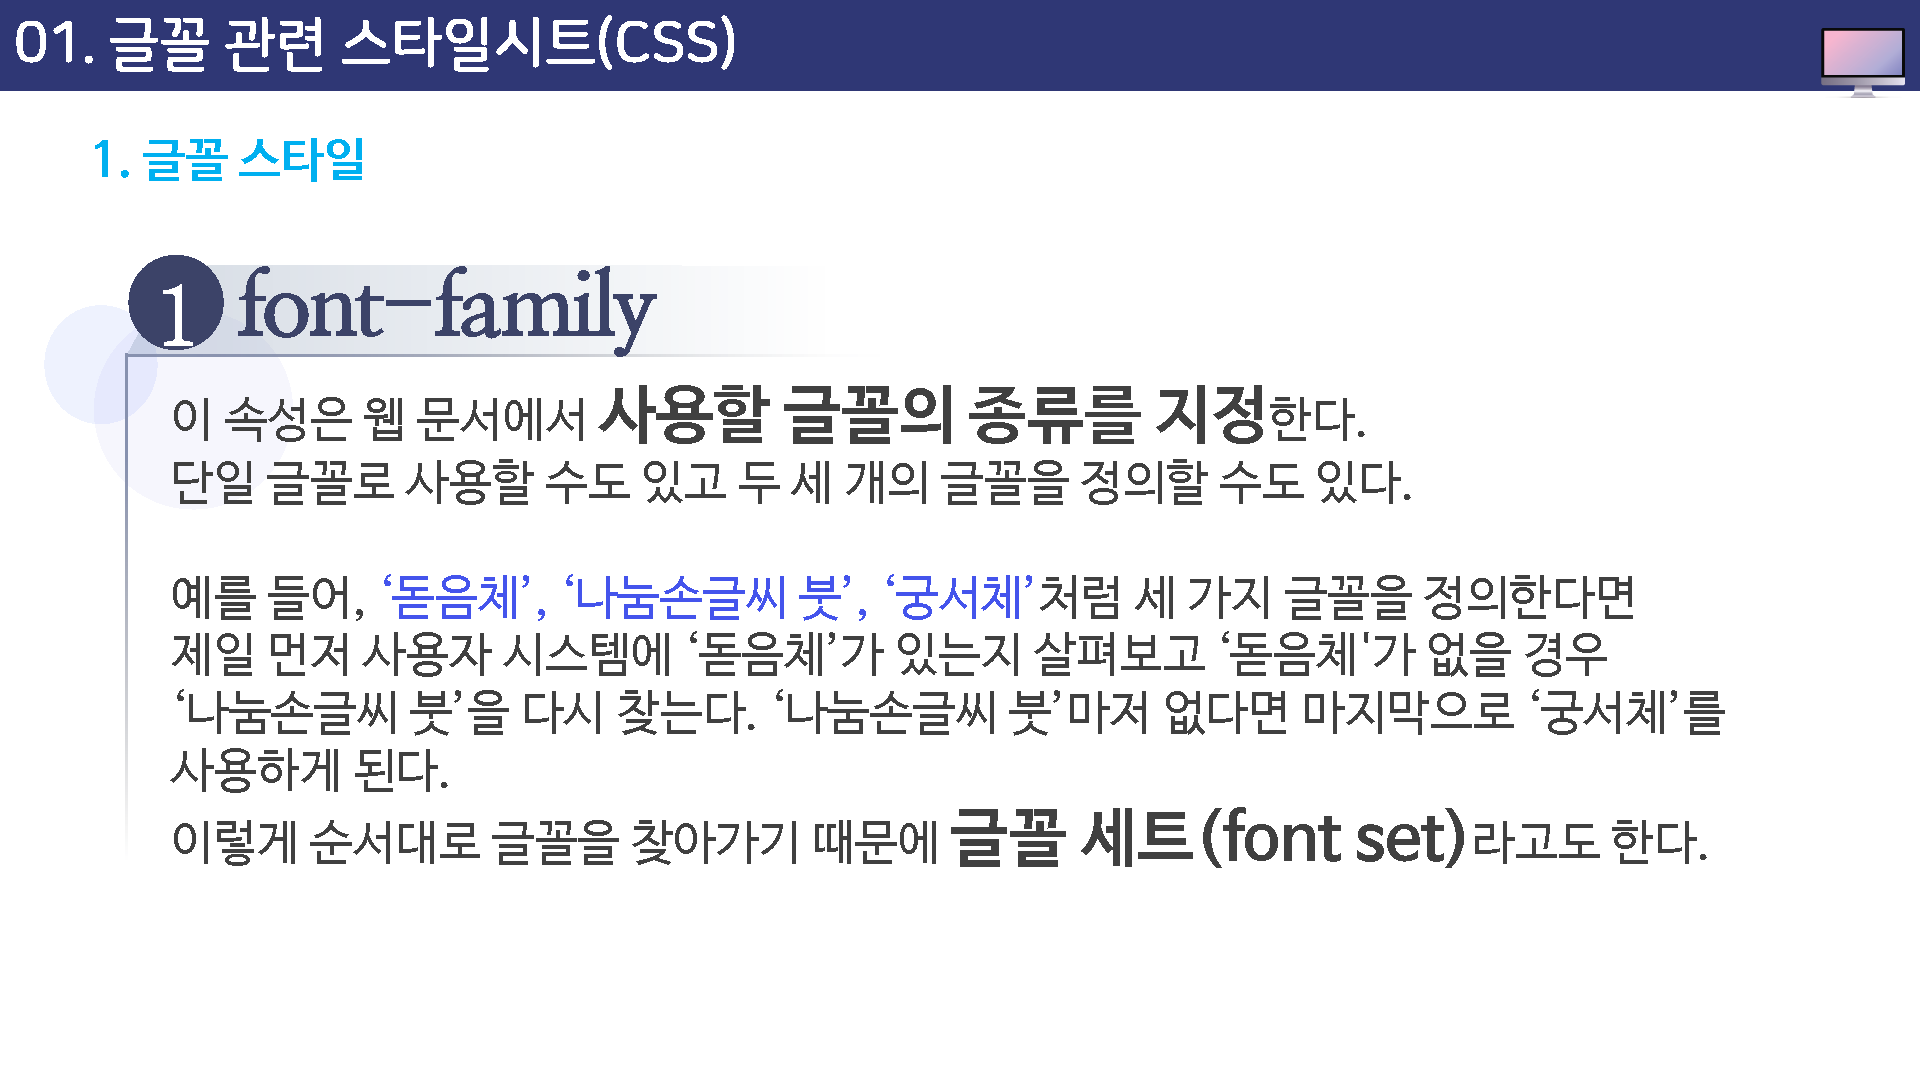 01. 글꼴 관련 스타일시트(CSS)
1. 글꼴 스타일
1 font-family
이 속성은 웹 문서에서 사용할 글꼴의 종류를 지정한다.
단일 글꼴로 사용할 수도 있고 두 세 개의 글꼴을 정의할 수도 있다.
예를 들어, ‘돋음체’, ‘나눔손글씨 붓’, ‘궁서체’처럼 세 가지 글꼴을 정의한다면
제일 먼저 사용자 시스템에 ‘돋음체’가 있는지 살펴보고 ‘돋음체'가 없을 경우
‘나눔손글씨 붓’을 다시 찾는다. ‘나눔손글씨 붓’마저 없다면 마지막으로 ‘궁서체’를
사용하게 된다.
이렇게 순서대로 글꼴을 찾아가기 때문에 글꼴 세트(font set)라고도 한다.